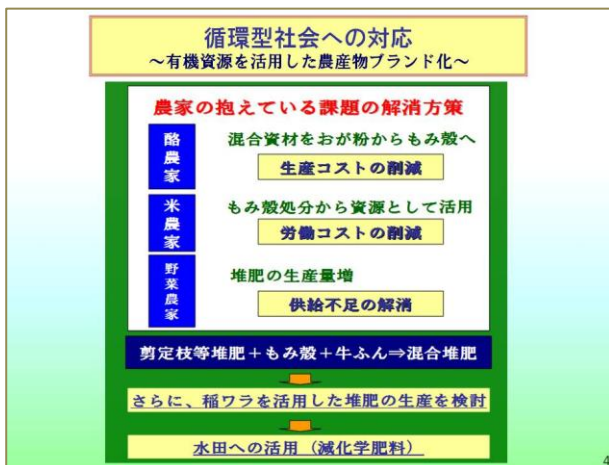 循環型社会への対応
～有機資源を活用した農産物ブランド化～
農家の抱えている課題の解消方策
酪農家
混合資材をおが粉からもみ殻へ
生産コストの削減
米農家
もみ殻処分から資源として活用
労働コストの削減
野菜農家
堆肥の生産量増
供給不足の解消
剪定枝等堆肥＋もみ殻＋牛ふん⇒混合堆肥
さらに、稲ワラを活用した堆肥の生産を検討
水田への活用（減化学肥料）
4